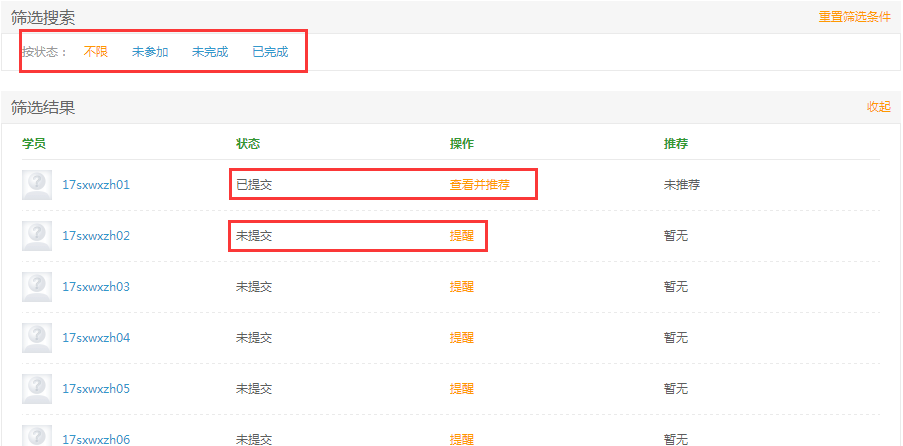 筛选搜索 重置筛选条件
按状态： 不限 未参加 未完成 已完成
筛选结果 收起
学员 状态 操作 推荐
17sxwxzh01 已提交 查看并推荐 未推荐
17sxwxzh02 未提交 提醒 暂无
17sxwxzh03 未提交 提醒 暂无
17sxwxzh04 未提交 提醒 暂无
17sxwxzh05 未提交 提醒 暂无
17sxwxzh06 未提交 提醒 暂无